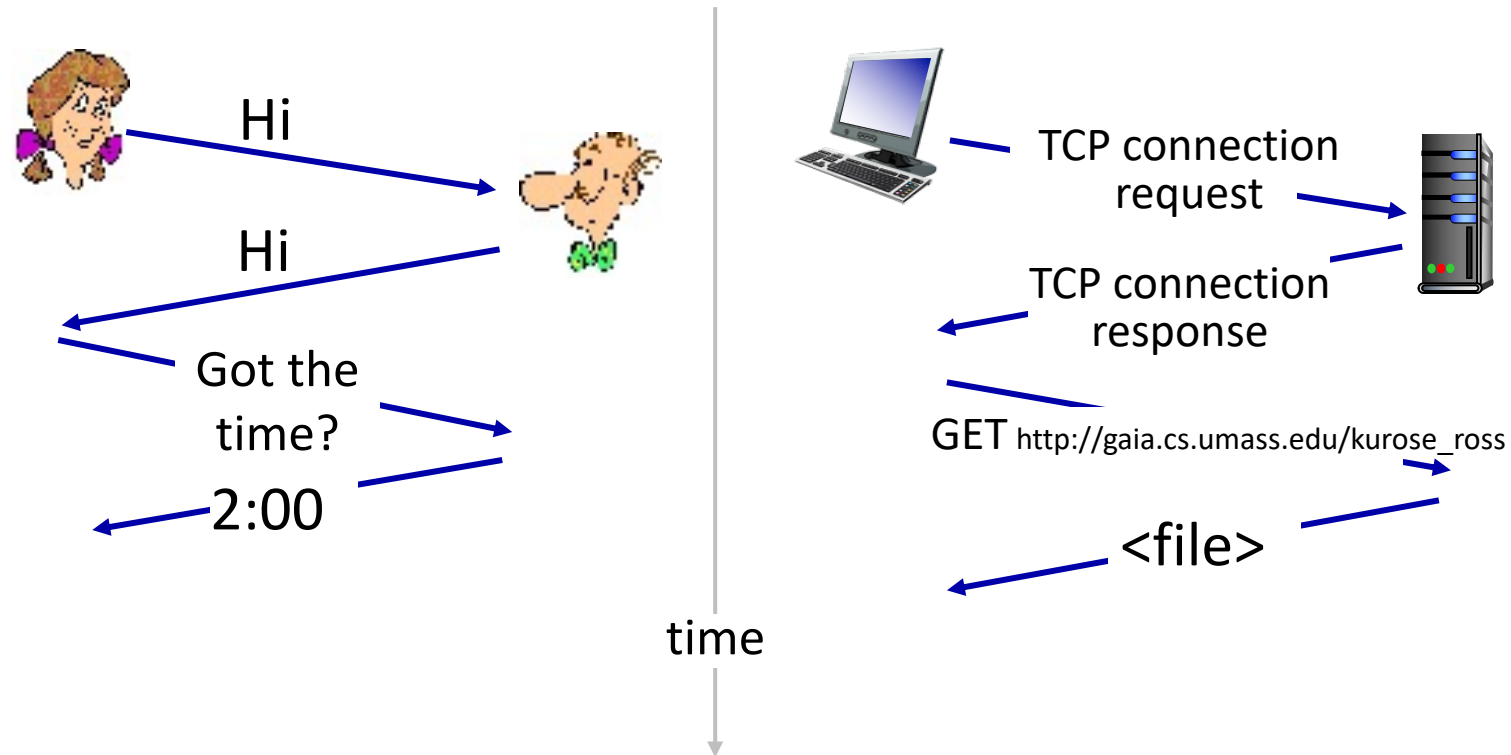 Hi
Hi
Got the
time?
2:00
TCP connection
request
TCP connection
response
GET http://gaia.cs.umass.edu/kurose_ross
<file>
time